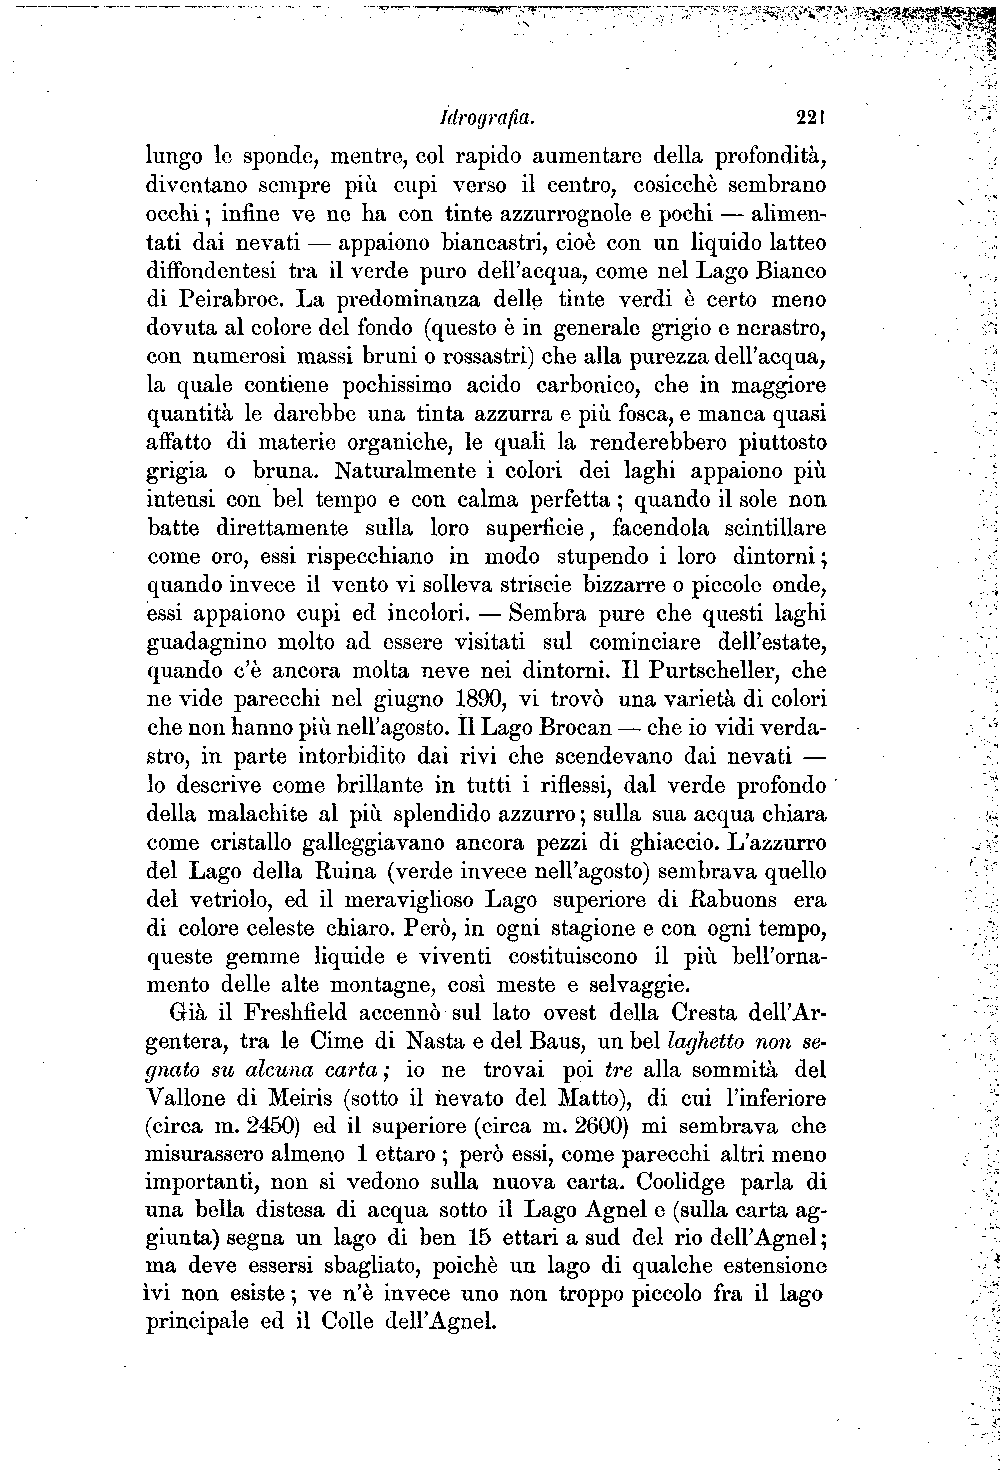 Idrografia. 221
lungo le sponde, mentre, col rapido aumentare della profondità,
diventano sempre più cupi verso il centro, cosicchè sembrano
occhi; infine ve ne ha con tinte azzurrognole e pochi — alimen-
tati dai nevati — appaiono biancastri, cioè con un liquido latteo
diffondentesi tra il verde puro dell'acqua, come nel Lago Bianco
di Peirabroc. La predominanza delle tinte verdi è certo meno
dovuta al colore del fondo (questo è in generale grigio o nerastro,
con numerosi massi bruni o rossastri) che alla purezza dell'acqua,
la quale contiene pochissimo acido carbonico, che in maggiore
quantità le darebbe una tinta azzurra e più fosca, e manca quasi
affatto di materie organiche, le quali la renderebbero piuttosto
grigia o bruna. Naturalmente i colori dei laghi appaiono più
intensi con bel tempo e con calma perfetta; quando il sole non
batte direttamente sulla loro superficie, facendola scintillare
come oro, essi rispecchiano in modo stupendo i loro dintorni;
quando invece il vento vi solleva striscie bizzarre o piccole onde,
essi appaiono cupi ed incolori. — Sembra pure che questi laghi
guadagnino molto ad essere visitati sul cominciare dell'estate,
quando c'è ancora molta neve nei dintorni. Il Purtscheller, che
ne vide parecchi nel giugno 1890, vi trovò una varietà di colori
che non hanno più nell'agosto. Il Lago Brocan — che io vidi verda-
stro, in parte intorbidito dai rivi che scendevano dai nevati —
lo descrive come brillante in tutti i riflessi, dal verde profondo
della malachite al più splendido azzurro; sulla sua acqua chiara
come cristallo galleggiavano ancora pezzi di ghiaccio. L'azzurro
del Lago della Ruina (verde invece nell'agosto) sembrava quello
del vetriolo, ed il meraviglioso Lago superiore di Rabuons era
di colore celeste chiaro. Però, in ogni stagione e con ogni tempo,
queste gemme liquide e viventi costituiscono il più bell'orna-
mento delle alte montagne, così meste e selvaggie.
Già il Freshfield accennò sul lato ovest della Cresta dell'Ar-
gentera, tra le Cime di Nasta e del Baus, un bel laghetto non se-
gnato su alcuna carta; io ne trovai poi tre alla sommità del
Vallone di Meiris (sotto il nevato del Matto), di cui l'inferiore
(circa m. 2450) ed il superiore (circa m. 2600) mi sembrava che
misurassero almeno 1 ettaro; però essi, come parecchi altri meno
importanti, non si vedono sulla nuova carta. Coolidge parla di
una bella distesa di acqua sotto il Lago Agnel e (sulla carta ag-
giunta) segna un lago di ben 15 ettari a sud del rio dell'Agnel;
ma deve essersi sbagliato, poichè un lago di qualche estensione
ivi non esiste; ve n'è invece uno non troppo piccolo fra il lago
principale ed il Colle dell'Agnel.